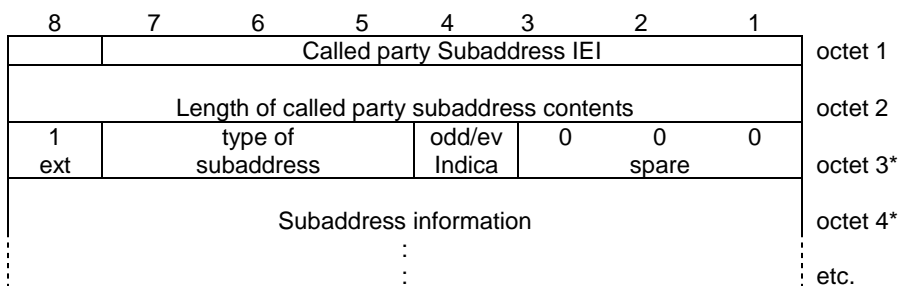 8 7 6 5 4 3 2 1
Called party Subaddress IEI octet 1
Length of called party subaddress contents octet 2
1 type of odd/ev 0 0 0
ext subaddress Indica spare octet 3*
Subaddress information octet 4*
:
: etc.